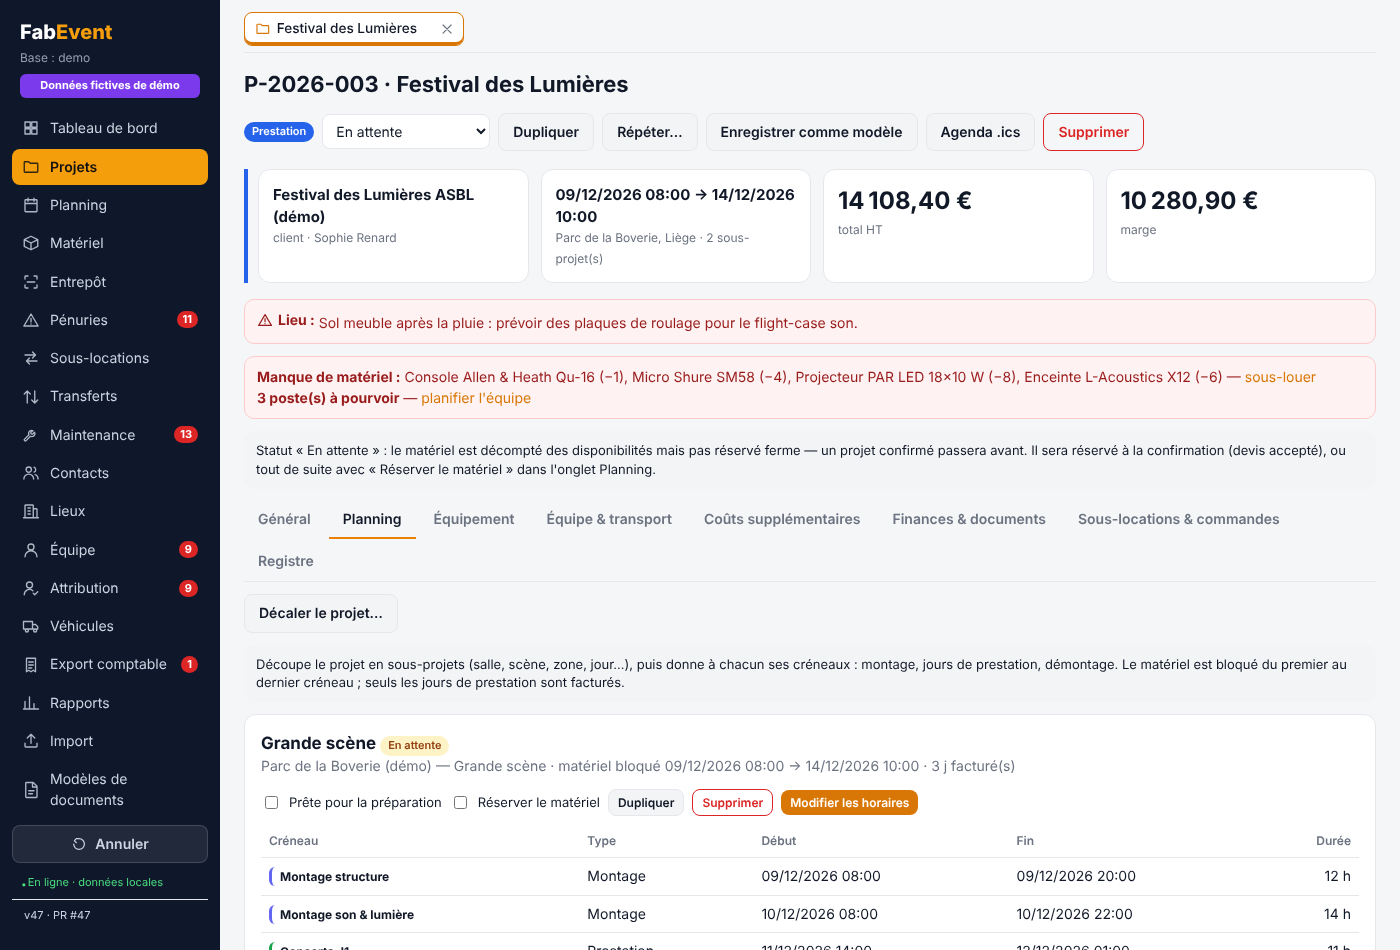 FabEvent
Base : demo
Données fictives de démo
Tableau de bord
Projets
Planning
Matériel
Entrepôt
Pénuries 11
Sous-locations
Transferts
Maintenance 13
Contacts
Lieux
Équipe 9
Attribution 9
Véhicules
Export comptable 1
Rapports
Import
Modèles de
documents
Annuler
En ligne · données locales
v47 · PR #47
Festival des Lumières
P-2026-003 · Festival des Lumières
Prestation En attente Dupliquer Répéter… Enregistrer comme modèle Agenda .ics Supprimer
Festival des Lumières ASBL
(démo)
client · Sophie Renard
09/12/2026 08:00 → 14/12/2026
10:00
Parc de la Boverie, Liège · 2 sous-
projet(s)
14 108,40 €
total HT
10 280,90 €
marge
Lieu : Sol meuble après la pluie : prévoir des plaques de roulage pour le flight-case son.
Manque de matériel : Console Allen & Heath Qu-16 (−1), Micro Shure SM58 (−4), Projecteur PAR LED 18×10 W (−8), Enceinte L-Acoustics X12 (−6) — sous-louer
3 poste(s) à pourvoir — planifier l'équipe
Statut « En attente » : le matériel est décompté des disponibilités mais pas réservé ferme — un projet confirmé passera avant. Il sera réservé à la confirmation (devis accepté), ou
tout de suite avec « Réserver le matériel » dans l'onglet Planning.
Général Planning Équipement Équipe & transport Coûts supplémentaires Finances & documents Sous-locations & commandes
Registre
Décaler le projet…
Découpe le projet en sous-projets (salle, scène, zone, jour…), puis donne à chacun ses créneaux : montage, jours de prestation, démontage. Le matériel est bloqué du premier au
dernier créneau ; seuls les jours de prestation sont facturés.
Grande scène En attente
Parc de la Boverie (démo) — Grande scène · matériel bloqué 09/12/2026 08:00 → 14/12/2026 10:00 · 3 j facturé(s)
Prête pour la préparation Réserver le matériel Dupliquer Supprimer Modifier les horaires
Créneau Type Début Fin Durée
Montage structure Montage 09/12/2026 08:00 09/12/2026 20:00 12 h
Montage son & lumière Montage 10/12/2026 08:00 10/12/2026 22:00 14 h
Concerts J1 Prestation 11/12/2026 14:00 12/12/2026 01:00 11 h